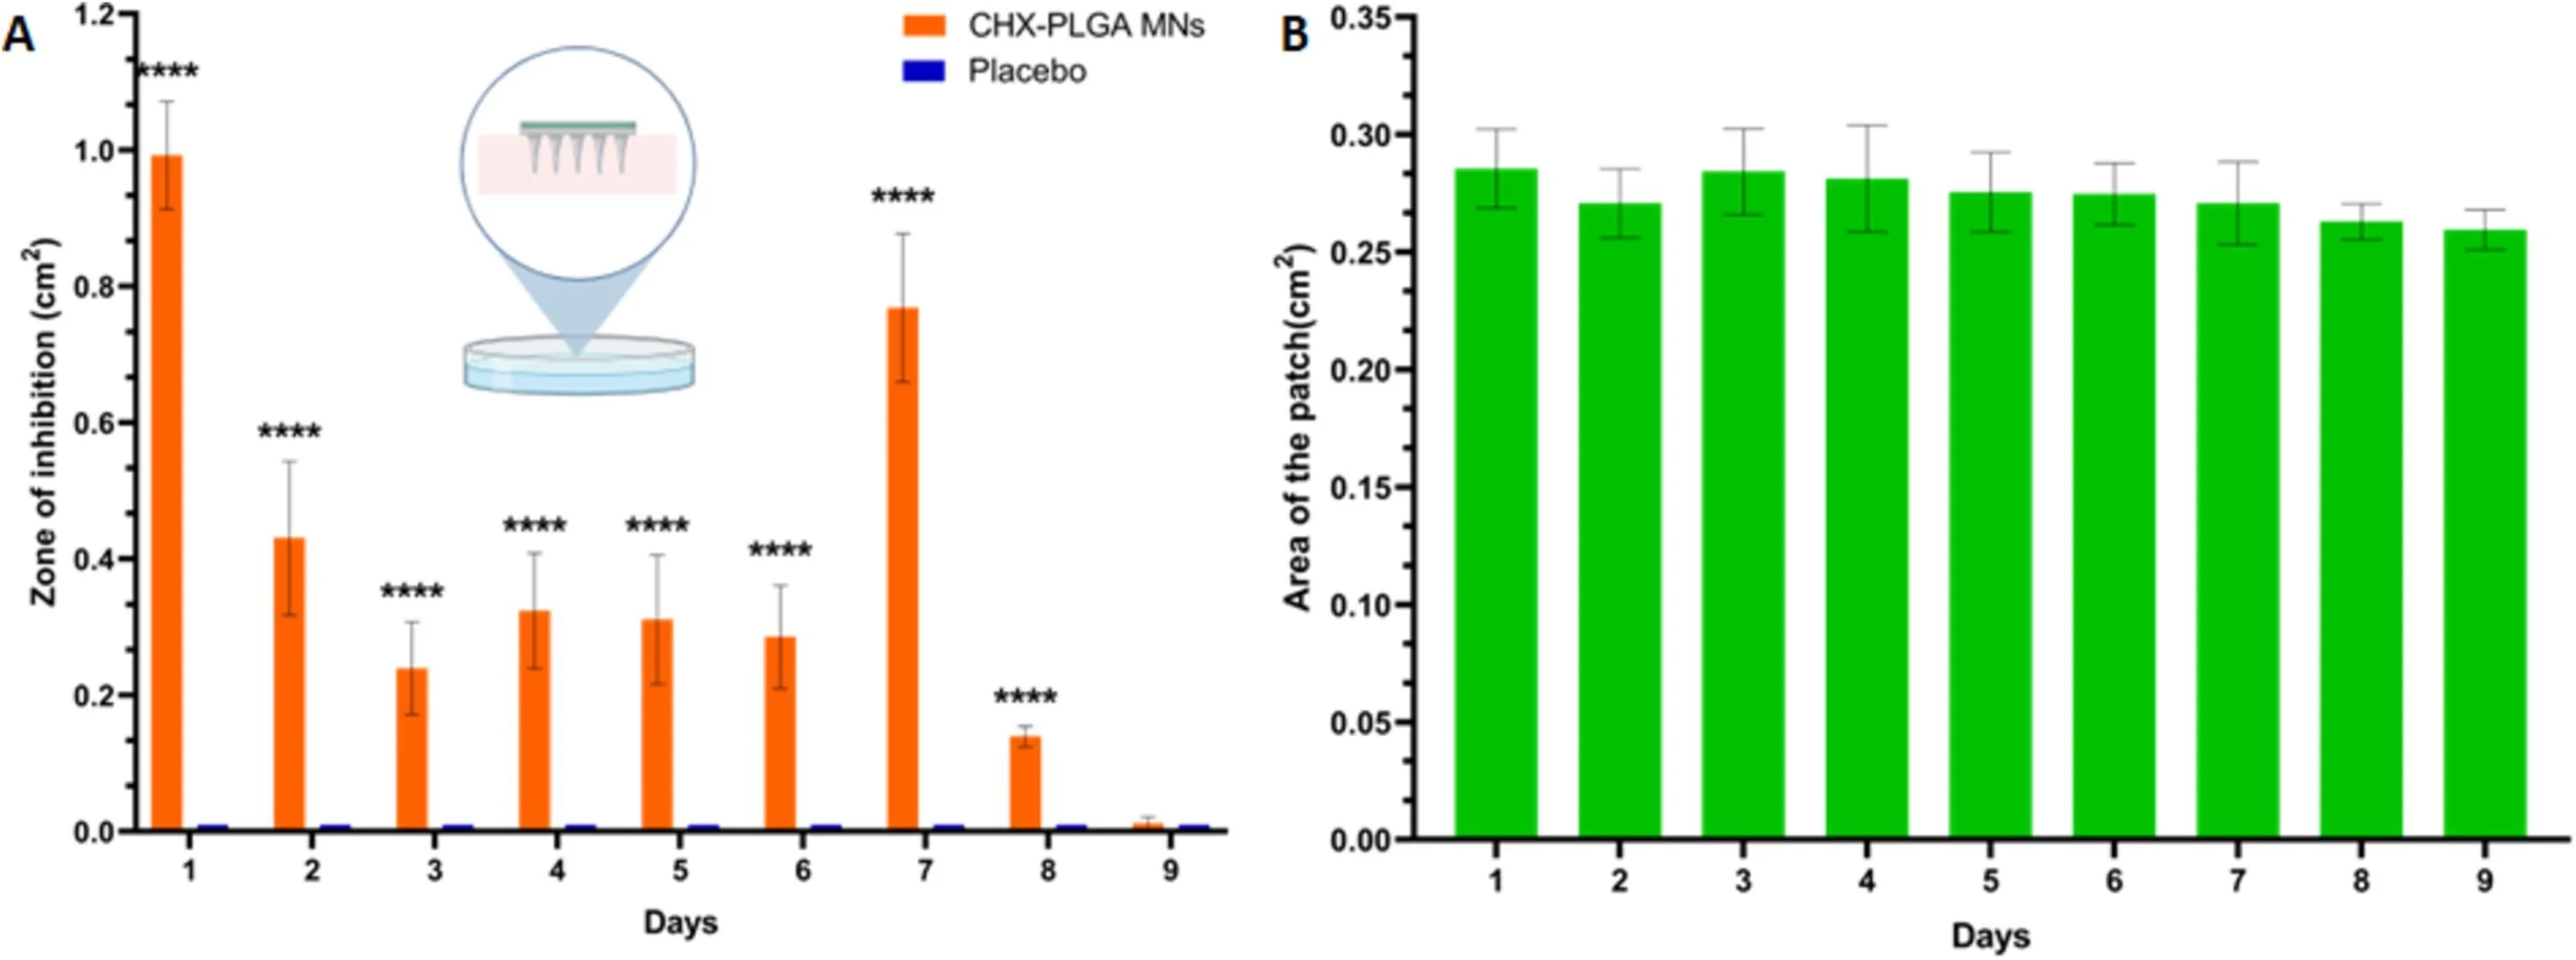 A
Zone of inhibition (cm²)
1.2
1.0
0.8
0.6
0.4
0.2
0.0
CHX-PLGA MNs
Placebo
****
****
****
****
****
****
****
****
1 2 3 4 5 6 7 8 9
Days
B
Area of the patch(cm²)
0.35
0.30
0.25
0.20
0.15
0.10
0.05
0.00
1 2 3 4 5 6 7 8 9
Days